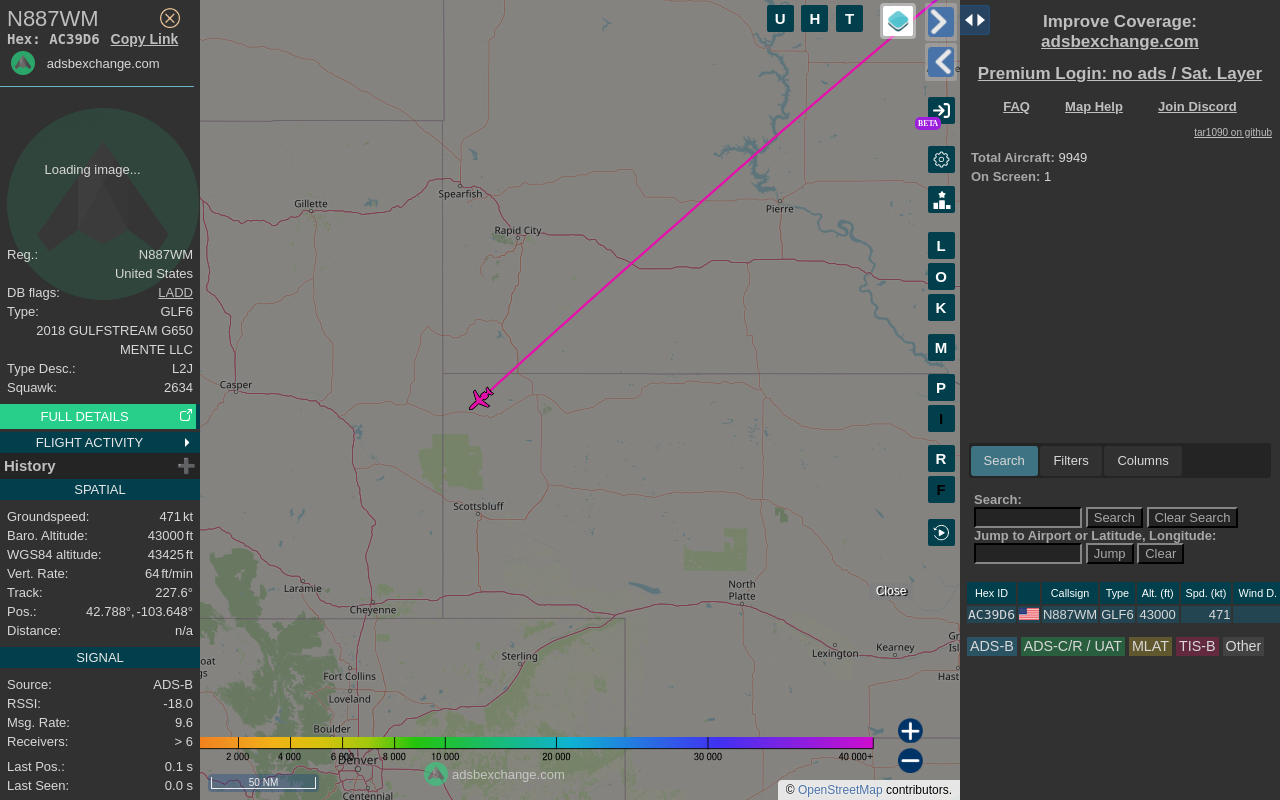 N887WM
Hex: AC39D6 Copy Link
adsbexchange.com
Loading image...
Reg.: N887WM
United States
DB flags: LADD
Type: GLF6
2018 GULFSTREAM G650
MENTE LLC
Type Desc.: L2J
Squawk: 2634
FULL DETAILS
FLIGHT ACTIVITY
History
SPATIAL
Groundspeed: 471 kt
Baro. Altitude: 43000 ft
WGS84 altitude: 43425 ft
Vert. Rate: 64 ft/min
Track: 227.6°
Pos.: 42.788°, -103.648°
Distance: n/a
SIGNAL
Source: ADS-B
RSSI: -18.0
Msg. Rate: 9.6
Receivers: > 6
Last Pos.: 0.1 s
Last Seen: 0.0 s
U H T
BETA
L
O
K
M
P
I
R
F
Gillette
Spearfish
Rapid City
Pierre
Casper
Scottsbluff
Laramie
Cheyenne
North
Platte
Close
Sterling
Lexington
Kearney
Fort Collins
Loveland
Boulder
Denver
Centennial
2 000 4 000 6 000 8 000 10 000 20 000 30 000 40 000+
50 NM
adsbexchange.com
© OpenStreetMap contributors.
Improve Coverage:
adsbexchange.com
Premium Login: no ads / Sat. Layer
FAQ Map Help Join Discord
tar1090 on github
Total Aircraft: 9949
On Screen: 1
Search Filters Columns
Search:
Search Clear Search
Jump to Airport or Latitude, Longitude:
Jump Clear
Hex ID Callsign Type Alt. (ft) Spd. (kt) Wind D.
AC39D6 N887WM GLF6 43000 471
ADS-B ADS-C/R / UAT MLAT TIS-B Other